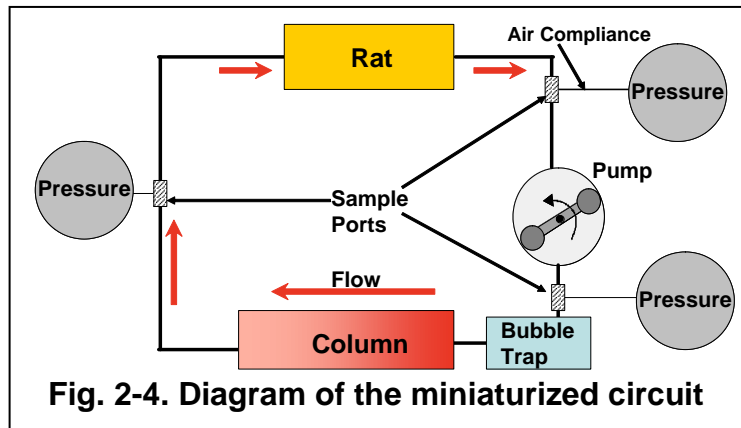 Air Compliance
Rat
Pressure
Pump
Pressure
Sample
Ports
Flow
Pressure
Column
Bubble
Trap
Fig. 2-4. Diagram of the miniaturized circuit